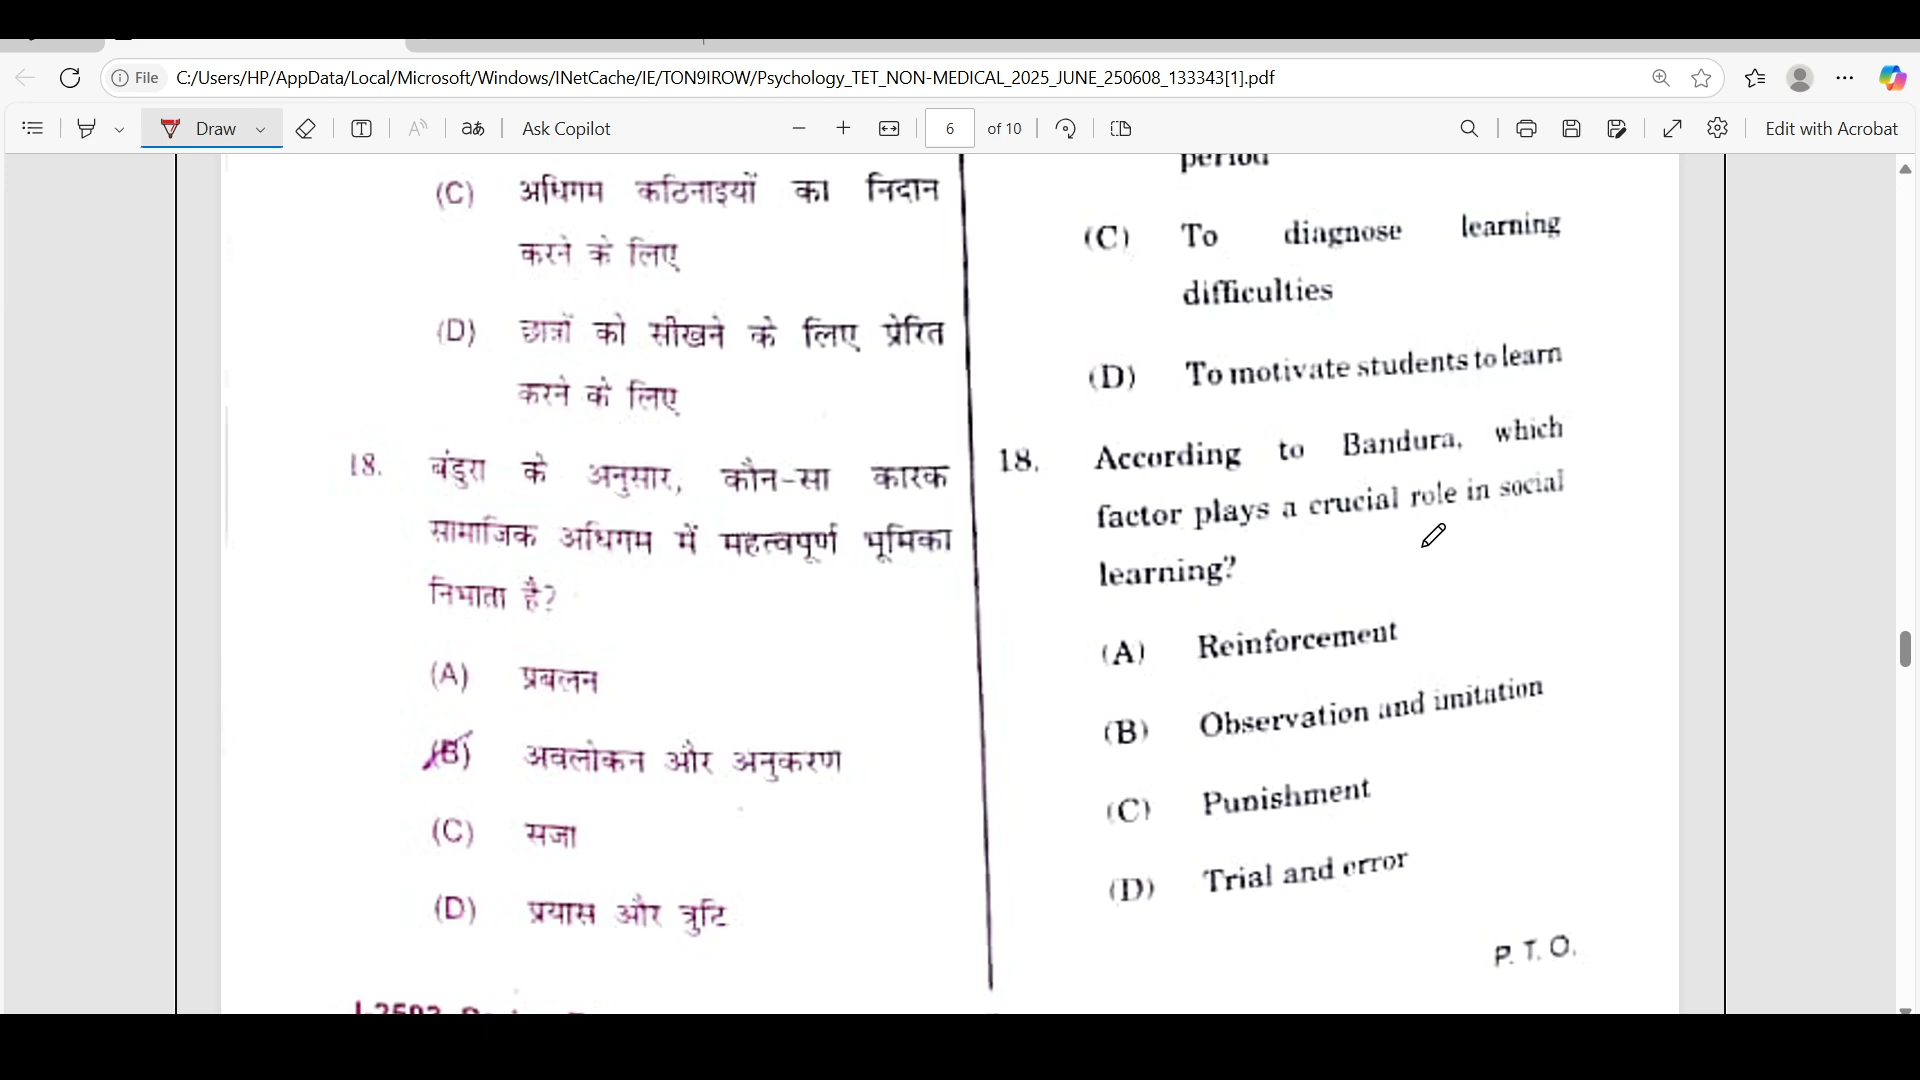 File
C:/Users/HP/AppData/Local/Microsoft/Windows/INetCache/IE/TON9IROW/Psychology_TET_NON-MEDICAL_2025_JUNE_250608_133343[1].pdf
Draw
Ask Copilot
6 of 10
Edit with Acrobat
(C) अधिगम कठिनाइयों का निदान
करने के लिए
(D) छात्रों को सीखने के लिए प्रेरित
करने के लिए
18. बंडुरा के अनुसार, कौन-सा कारक
सामाजिक अधिगम में महत्वपूर्ण भूमिका
निभाता है?
(A) प्रबलन
(B) अवलोकन और अनुकरण
(C) सजा
(D) प्रयास और त्रुटि
period
(C) To diagnose learning
difficulties
(D) To motivate students to learn
18. According to Bandura, which
factor plays a crucial role in social
learning?
(A) Reinforcement
(B) Observation and imitation
(C) Punishment
(D) Trial and error
P. T. O.